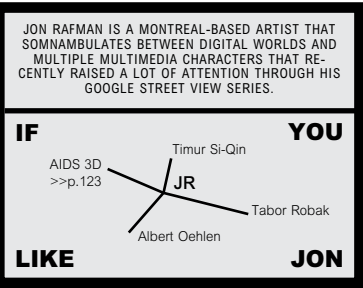 JON RAFMAN IS A MONTREAL-BASED ARTIST THAT
SOMNAMBULATES BETWEEN DIGITAL WORLDS AND
MULTIPLE MULTIMEDIA CHARACTERS THAT RE-
CENTLY RAISED A LOT OF ATTENTION THROUGH HIS
GOOGLE STREET VIEW SERIES.
IF YOU
Timur Si-Qin
AIDS 3D
>>p.123
JR
Tabor Robak
Albert Oehlen
LIKE JON